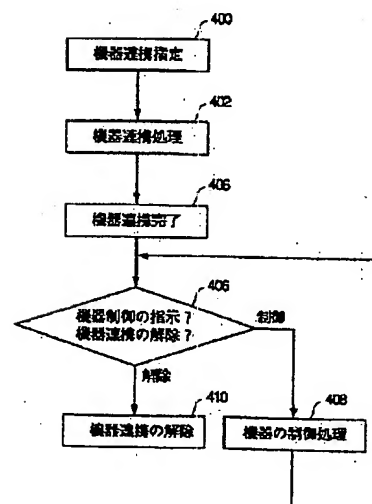 400
機器連携指定
402
機器連携処理
406
機器連携完了
406
機器制御の指示?
機器連携の解除?
制御
解除
410
機器連携の解除
408
機器の制御処理